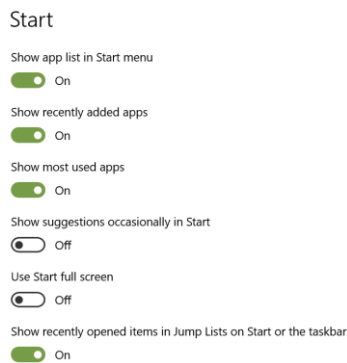 Start
Show app list in Start menu
On
Show recently added apps
On
Show most used apps
On
Show suggestions occasionally in Start
Off
Use Start full screen
Off
Show recently opened items in Jump Lists on Start or the taskbar
On